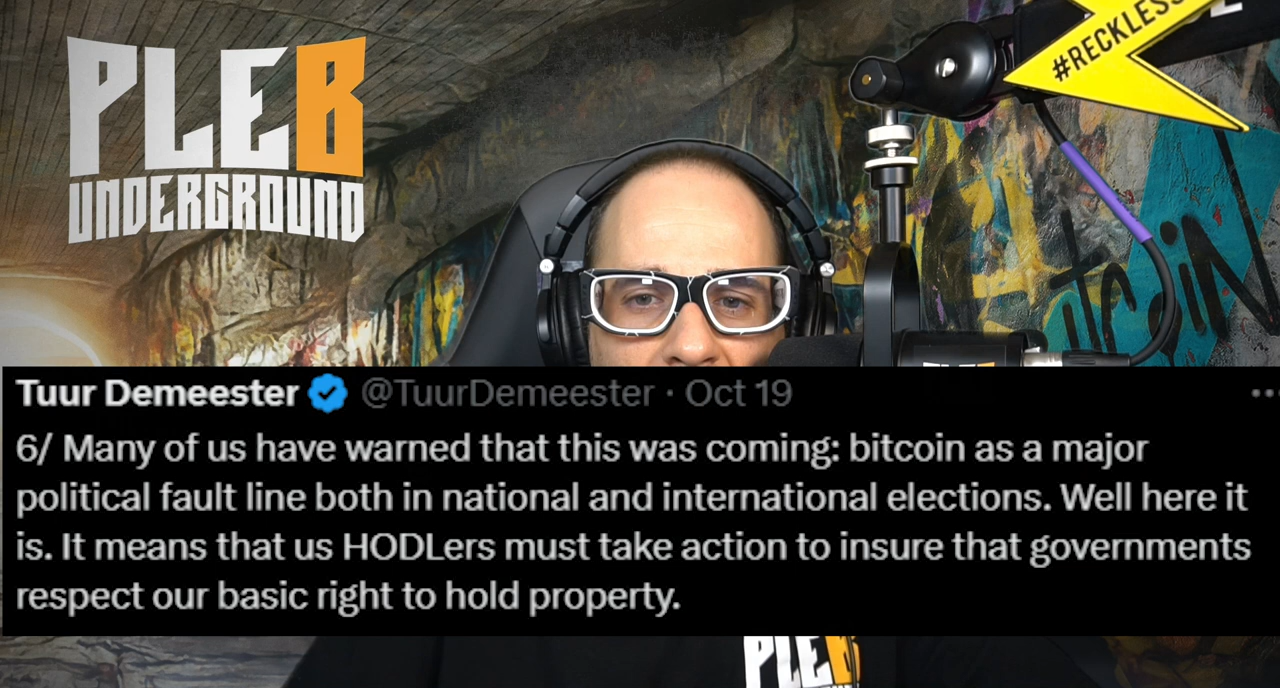 PLEB
UNDERGROUND
#RECKLESS
TrAiN
Tuur Demeester @TuurDemeester · Oct 19
6/ Many of us have warned that this was coming: bitcoin as a major
political fault line both in national and international elections. Well here it
is. It means that us HODLers must take action to insure that governments
respect our basic right to hold property.
PLEB